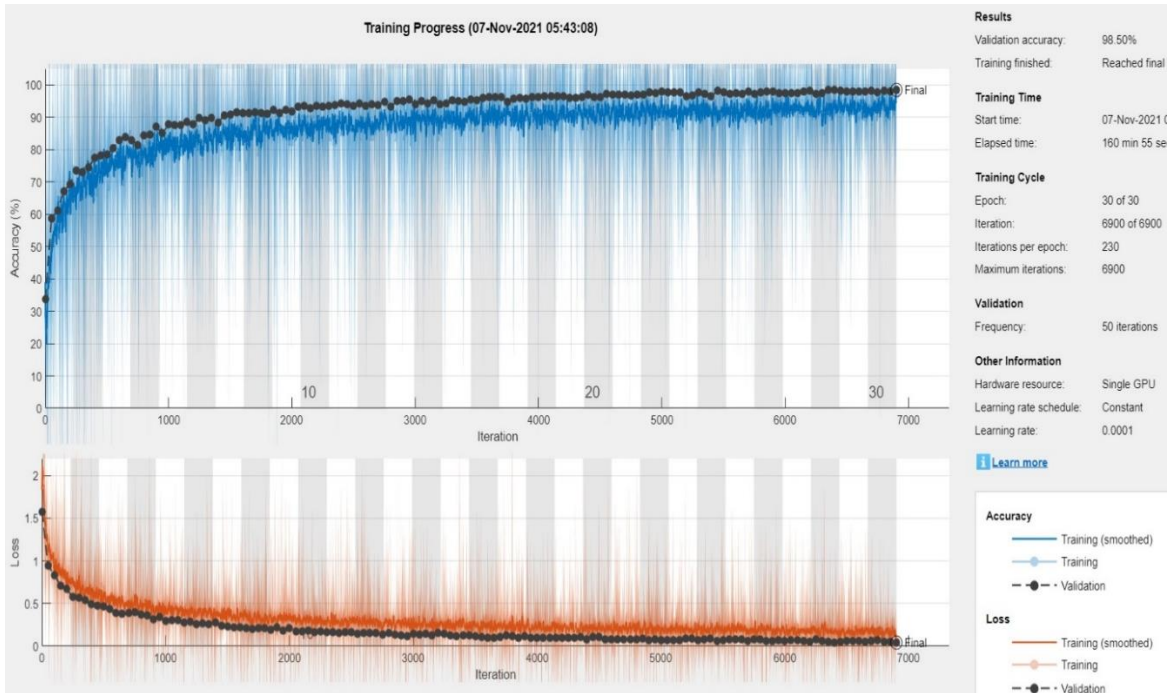 Training Progress (07-Nov-2021 05:43:08)
Accuracy (%)
100
90
80
70
60
50
40
30
20
10
0
Final
10
20
30
0
1000
2000
3000
4000
5000
6000
7000
Iteration
Loss
2
1.5
1
0.5
0
Final
0
1000
2000
3000
4000
5000
6000
7000
Iteration
Results
Validation accuracy: 98.50%
Training finished: Reached final
Training Time
Start time: 07-Nov-2021
Elapsed time: 160 min 55 se
Training Cycle
Epoch: 30 of 30
Iteration: 6900 of 6900
Iterations per epoch: 230
Maximum iterations: 6900
Validation
Frequency: 50 iterations
Other Information
Hardware resource: Single GPU
Learning rate schedule: Constant
Learning rate: 0.0001
i Learn more
Accuracy
Training (smoothed)
Training
Validation
Loss
Training (smoothed)
Training
Validation